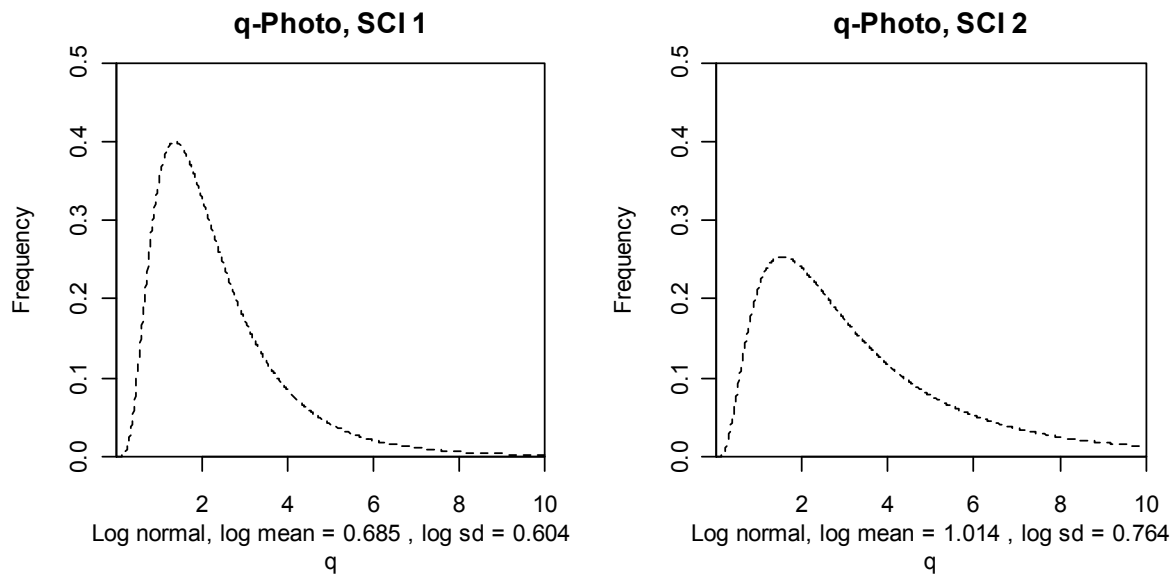 q-Photo, SCI 1
Frequency
0.5
0.4
0.3
0.2
0.1
0.0
2 4 6 8 10
Log normal, log mean = 0.685 , log sd = 0.604
q
q-Photo, SCI 2
Frequency
0.5
0.4
0.3
0.2
0.1
0.0
2 4 6 8 10
Log normal, log mean = 1.014 , log sd = 0.764
q